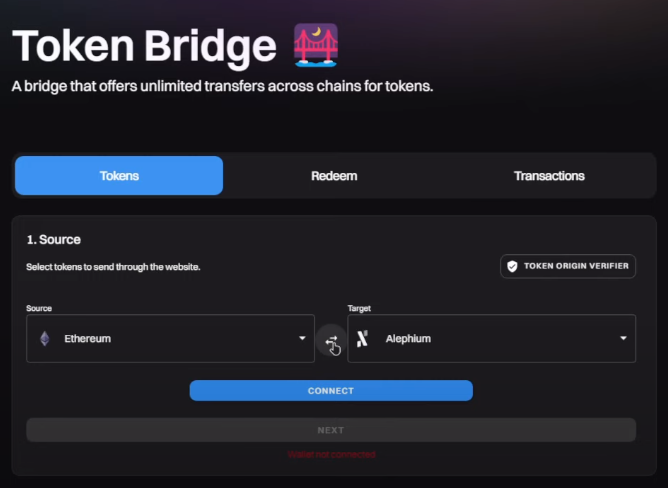 Token Bridge
A bridge that offers unlimited transfers across chains for tokens.
Tokens
Redeem
Transactions
1. Source
Select tokens to send through the website.
TOKEN ORIGIN VERIFIER
Source
Target
Ethereum
Alephium
CONNECT
NEXT
Wallet not connected